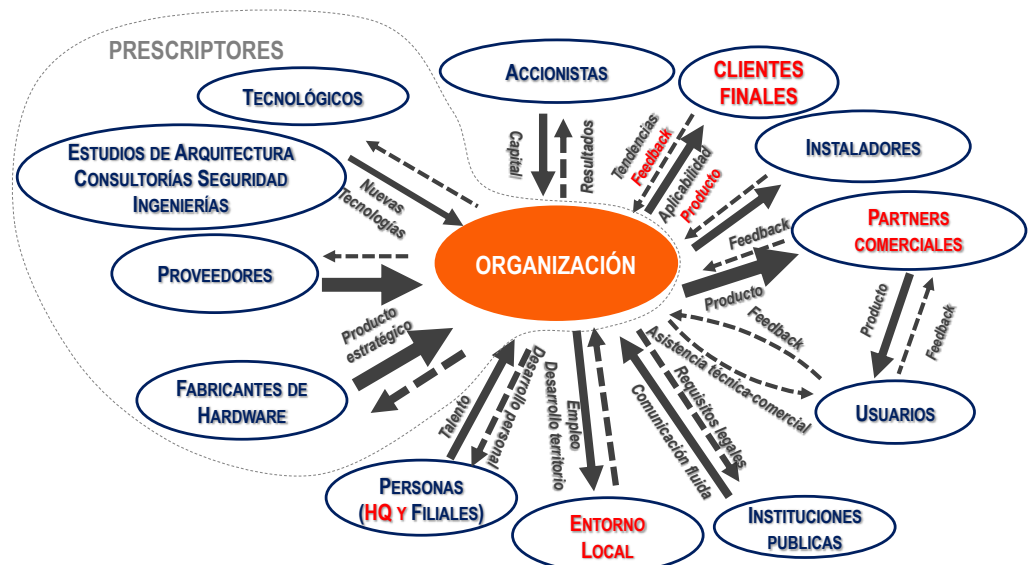 PRESCRIPTORES
TECNOLÓGICOS
ESTUDIOS DE ARQUITECTURA
CONSULTORÍAS SEGURIDAD
INGENIERÍAS
PROVEEDORES
FABRICANTES DE
HARDWARE
ACCIONISTAS
CLIENTES
FINALES
INSTALADORES
PARTNERS
COMERCIALES
USUARIOS
INSTITUCIONES
PUBLICAS
ENTORNO
LOCAL
PERSONAS
(HQ Y FILIALES)
ORGANIZACIÓN
Nuevas
Tecnologías
Producto
estratégico
Capital
Resultados
Tendencias
Feedback
Aplicabilidad
Producto
Feedback
Producto
Producto
Feedback
Feedback
Asistencia técnica-comercial
Requisitos legales
Comunicación fluida
Empleo
Desarrollo territorio
Talento
Desarrollo personal